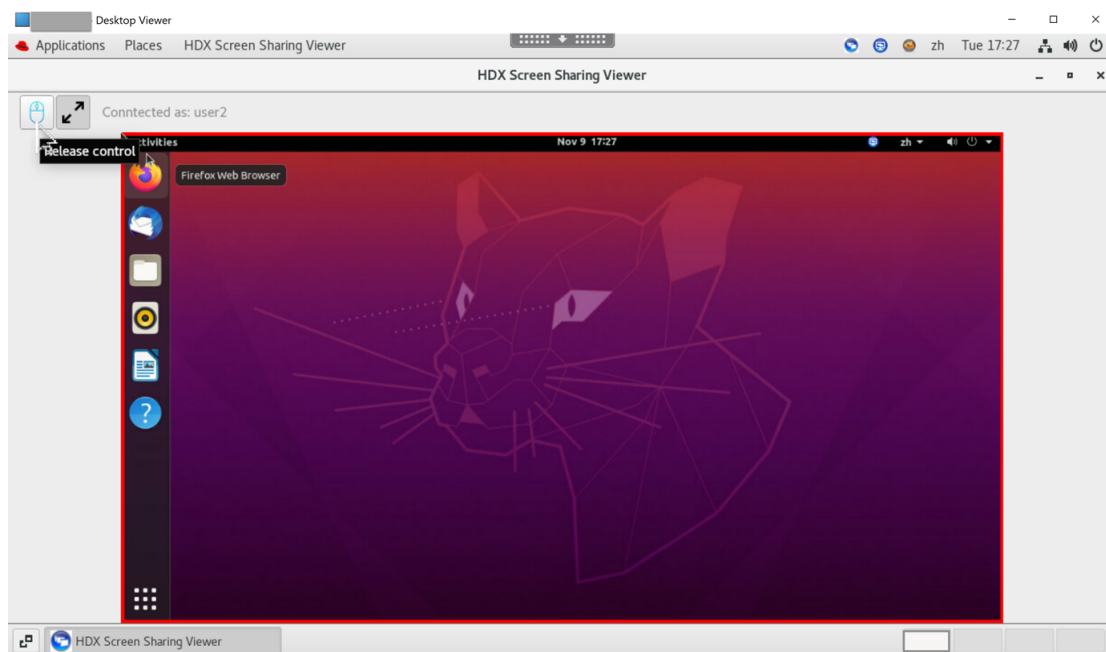 Desktop Viewer
Applications Places HDX Screen Sharing Viewer zh Tue 17:27
HDX Screen Sharing Viewer
Conntected as: user2
Release control
tivities Nov 9 17:27 zh
Firefox Web Browser
?
HDX Screen Sharing Viewer